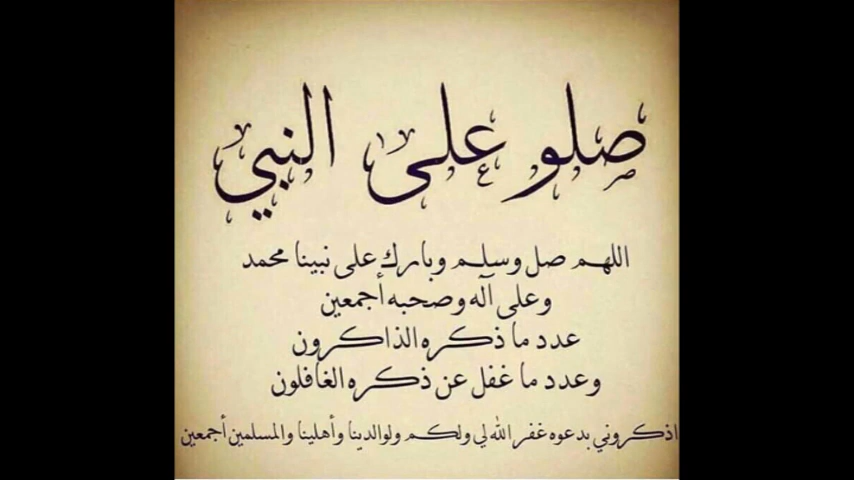 صلو على النبي
اللهم صل وسلم وبارك على نبينا محمد
وعلى آله وصحبه أجمعين
عدد ما ذكره الذاكرون
وعدد ما غفل عن ذكره الغافلون
اذكروني بدعوه غفر الله لي ولكم ولوالدينا وأهلينا والمسلمين أجمعين